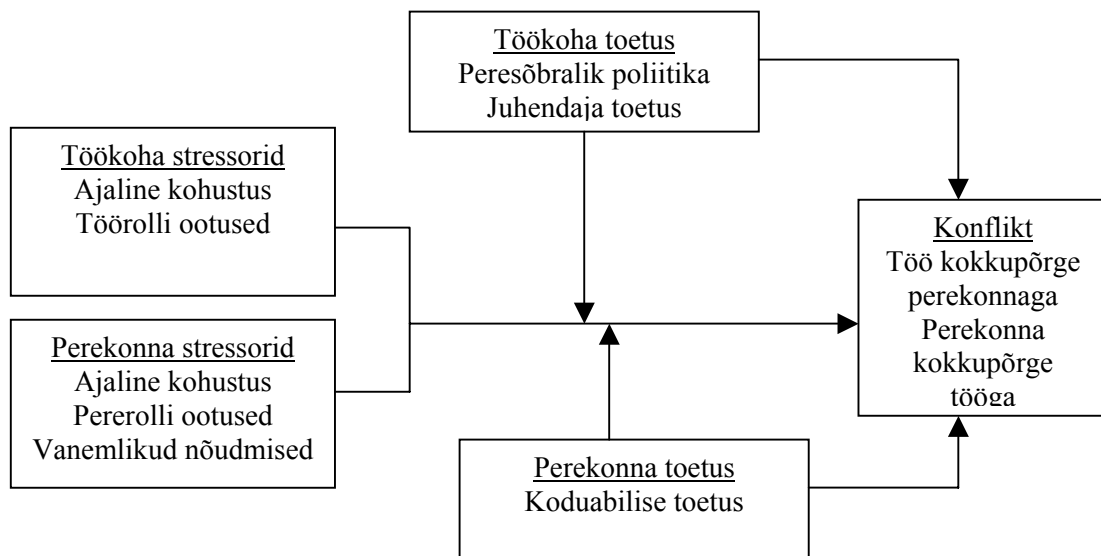 Töökoha toetus
Peresõbralik poliitika
Juhendaja toetus
Töökoha stressorid
Ajaline kohustus
Töörolli ootused
Konflikt
Töö kokkupõrge
perekonnaga
Perekonna
kokkupõrge
tööga
Perekonna stressorid
Ajaline kohustus
Pererolli ootused
Vanemlikud nõudmised
Perekonna toetus
Koduabilise toetus